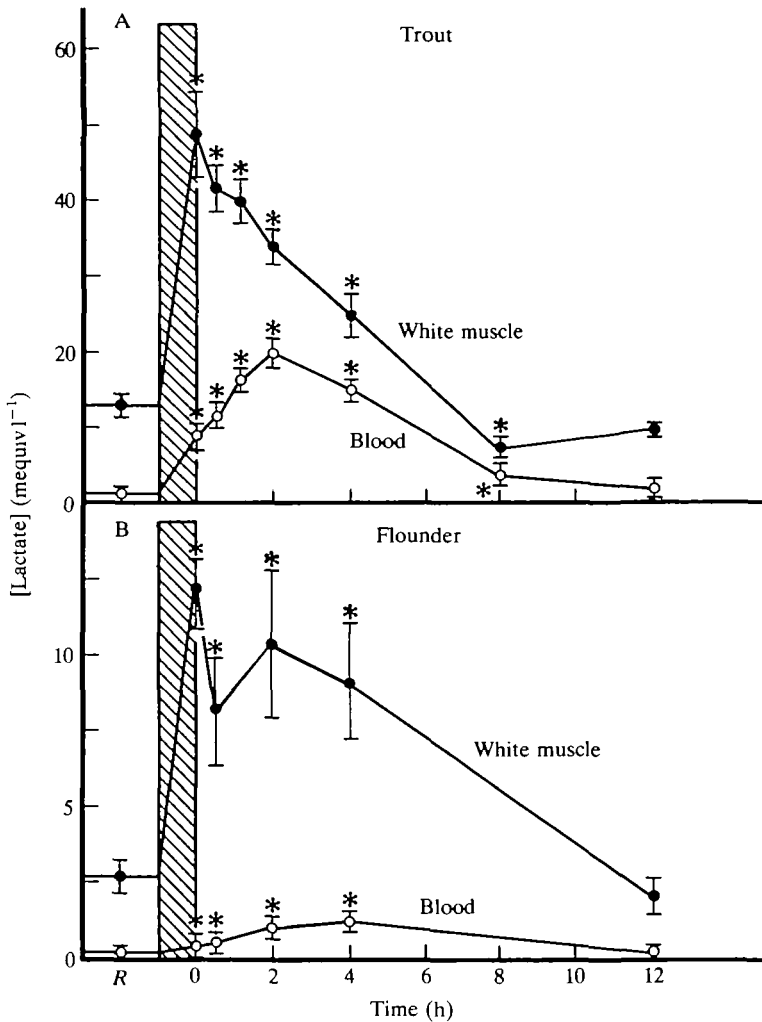 A
Trout
60
40
20
0
White muscle
Blood
B
Flounder
10
5
0
White muscle
Blood
[Lactate] (mequiv l⁻¹)
R 0 2 4 6 8 10 12
Time (h)